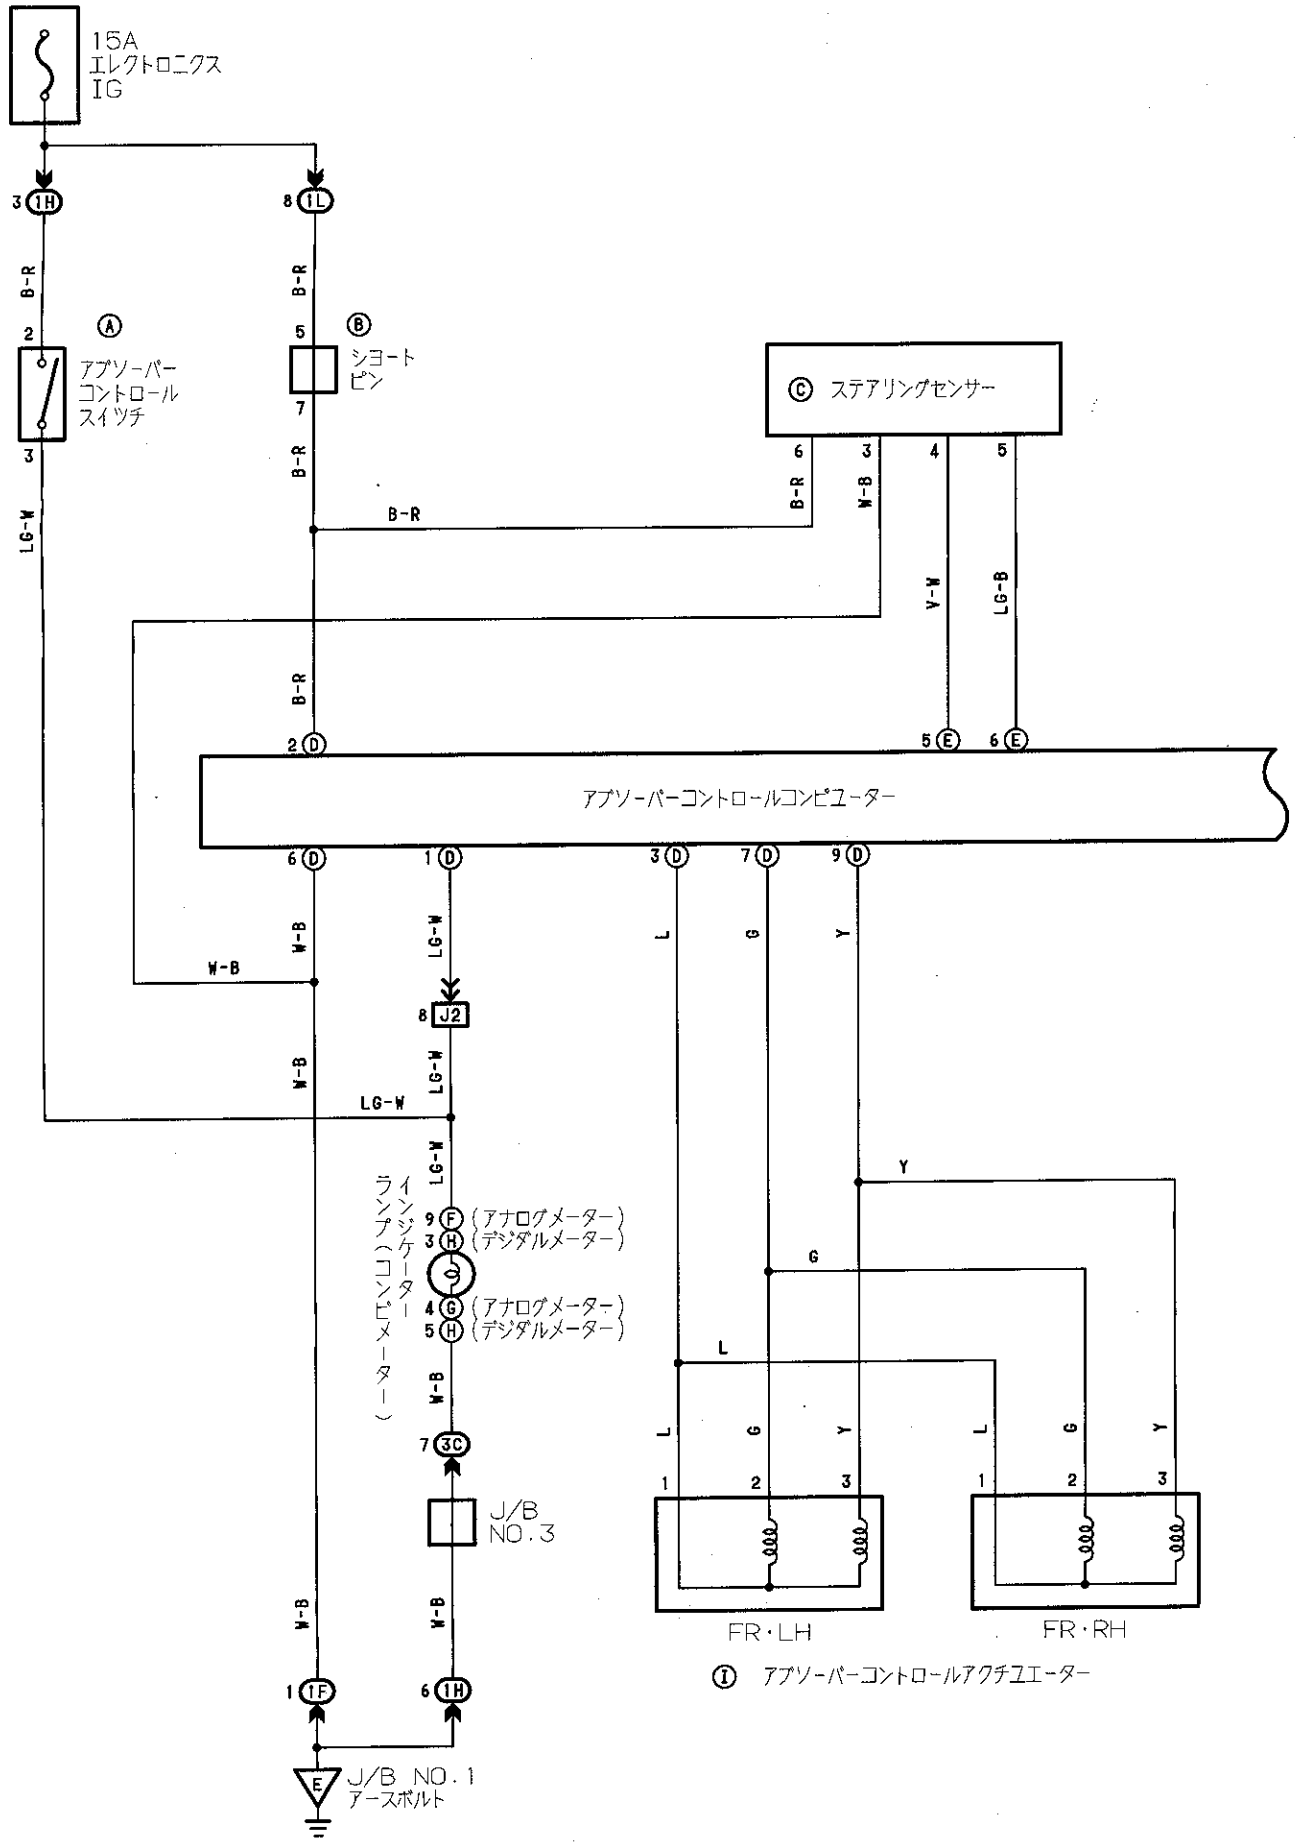 15A
エレクトロニクス
IG
3 1H
8 1L
B-R
B-R
2
A
アブソーバー
コントロール
スイッチ
3
LG-W
5
B
ショート
ピン
7
B-R
B-R
C ステアリングセンサー
6
3
4
5
B-R
W-B
V-W
LG-B
B-R
2 D
5 E
6 E
アブソーバーコントロールコンピューター
6 D
1 D
3 D
7 D
9 D
W-B
LG-W
L
G
Y
W-B
8 J2
W-B
LG-W
LG-W
LG-W
Y
G
L
インジケーター
ランプ(コンビメーター)
9 F (アナログメーター)
3 H (デジタルメーター)
4 G (アナログメーター)
5 H (デジタルメーター)
W-B
7 3C
J/B
NO.3
L
G
Y
L
G
Y
1
2
3
1
2
3
FR・LH
FR・RH
I アブソーバーコントロールアクチュエーター
W-B
W-B
1 1F
6 1H
E
J/B NO.1
アースボルト